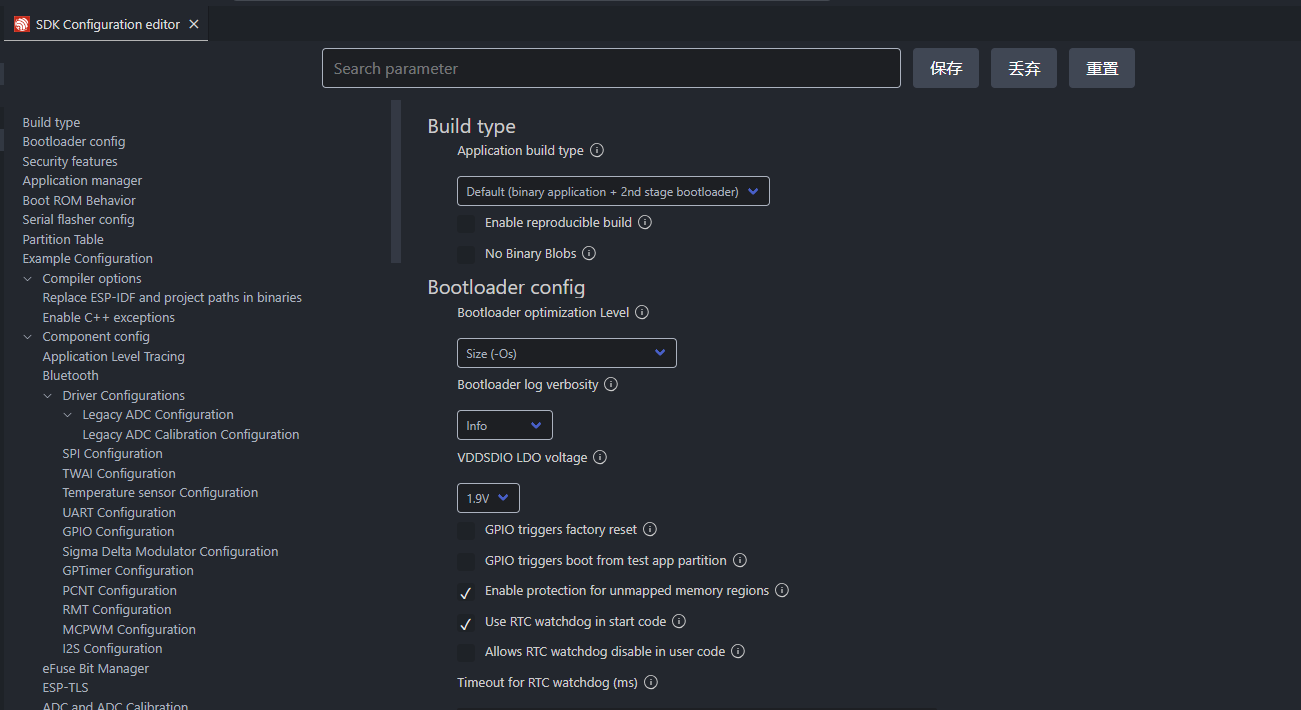 SDK Configuration editor
Search parameter
保存
丢弃
重置
Build type
Bootloader config
Security features
Application manager
Boot ROM Behavior
Serial flasher config
Partition Table
Example Configuration
Compiler options
Replace ESP-IDF and project paths in binaries
Enable C++ exceptions
Component config
Application Level Tracing
Bluetooth
Driver Configurations
Legacy ADC Configuration
Legacy ADC Calibration Configuration
SPI Configuration
TWAI Configuration
Temperature sensor Configuration
UART Configuration
GPIO Configuration
Sigma Delta Modulator Configuration
GPTimer Configuration
PCNT Configuration
RMT Configuration
MCPWM Configuration
I2S Configuration
eFuse Bit Manager
ESP-TLS
ADC and ADC Calibration
Build type
Application build type
Default (binary application + 2nd stage bootloader)
Enable reproducible build
No Binary Blobs
Bootloader config
Bootloader optimization Level
Size (-Os)
Bootloader log verbosity
Info
VDDSDIO LDO voltage
1.9V
GPIO triggers factory reset
GPIO triggers boot from test app partition
Enable protection for unmapped memory regions
Use RTC watchdog in start code
Allows RTC watchdog disable in user code
Timeout for RTC watchdog (ms)